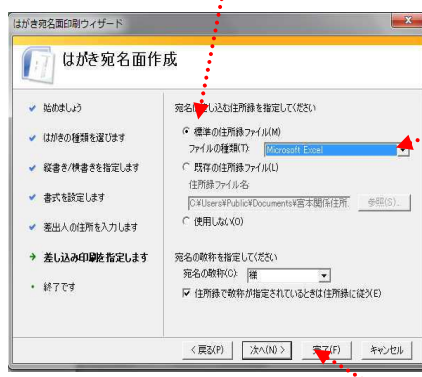 はがき宛名面印刷ウィザード
はがき宛名面作成
始めましょう
はがきの種類を選びます
縦書き/横書きを指定します
書式を設定します
差出人の住所を入力します
差し込み印刷を指定します
終了です
宛名に差し込む住所録を指定してください
標準の住所録ファイル(M)
ファイルの種類(T): Microsoft Excel
既存の住所録ファイル(L)
住所録ファイル名
C:¥Users¥Public¥Documents¥宮本関係住所 参照(S)...
使用しない(O)
宛名の敬称を指定してください
宛名の敬称(C): 様
住所録で敬称が指定されているときは住所録に従う(E)
< 戻る(P) 次へ(N) > 完了(F) キャンセル